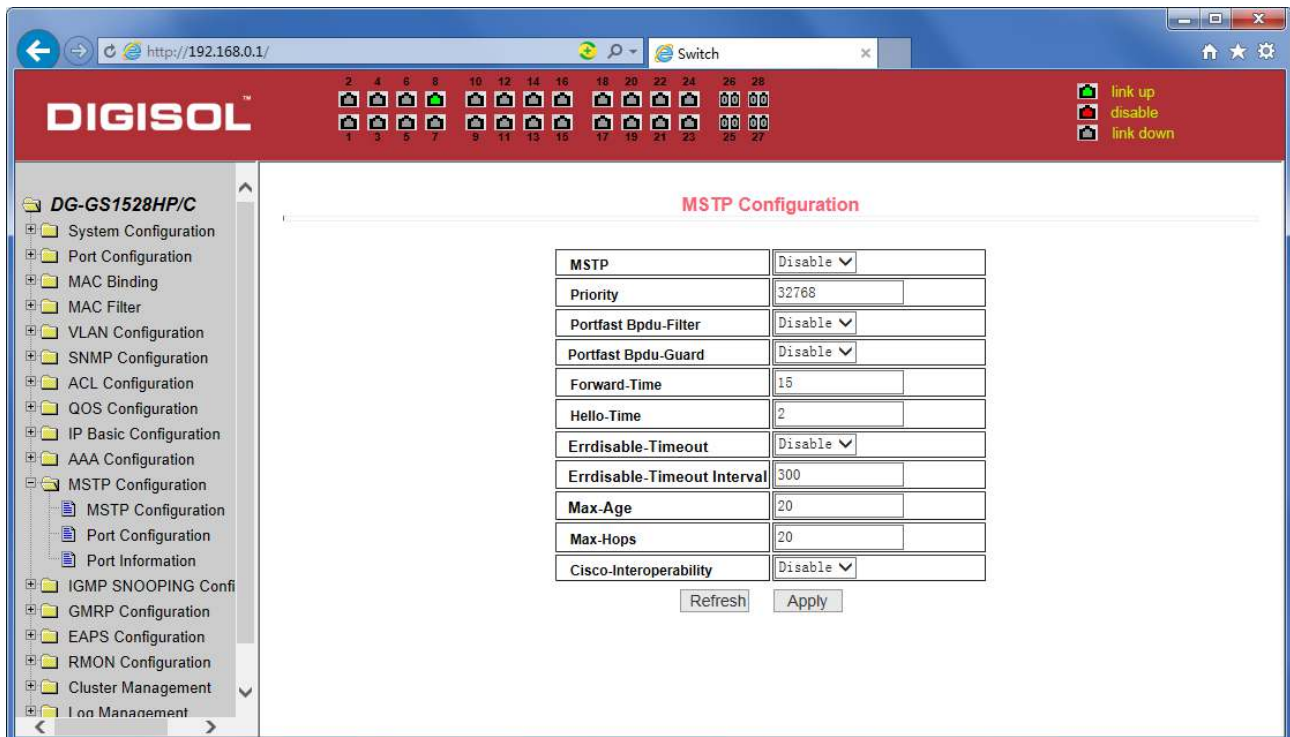 http://192.168.0.1/
Switch
DIGISOL™
2 4 6 8 10 12 14 16 18 20 22 24 26 28
1 3 5 7 9 11 13 15 17 19 21 23 25 27
link up
disable
link down
DG-GS1528HP/C
System Configuration
Port Configuration
MAC Binding
MAC Filter
VLAN Configuration
SNMP Configuration
ACL Configuration
QOS Configuration
IP Basic Configuration
AAA Configuration
MSTP Configuration
MSTP Configuration
Port Configuration
Port Information
IGMP SNOOPING Confi
GMRP Configuration
EAPS Configuration
RMON Configuration
Cluster Management
Log Management
MSTP Configuration
MSTP Disable
Priority 32768
Portfast Bpdu-Filter Disable
Portfast Bpdu-Guard Disable
Forward-Time 15
Hello-Time 2
Errdisable-Timeout Disable
Errdisable-Timeout Interval 300
Max-Age 20
Max-Hops 20
Cisco-Interoperability Disable
Refresh Apply